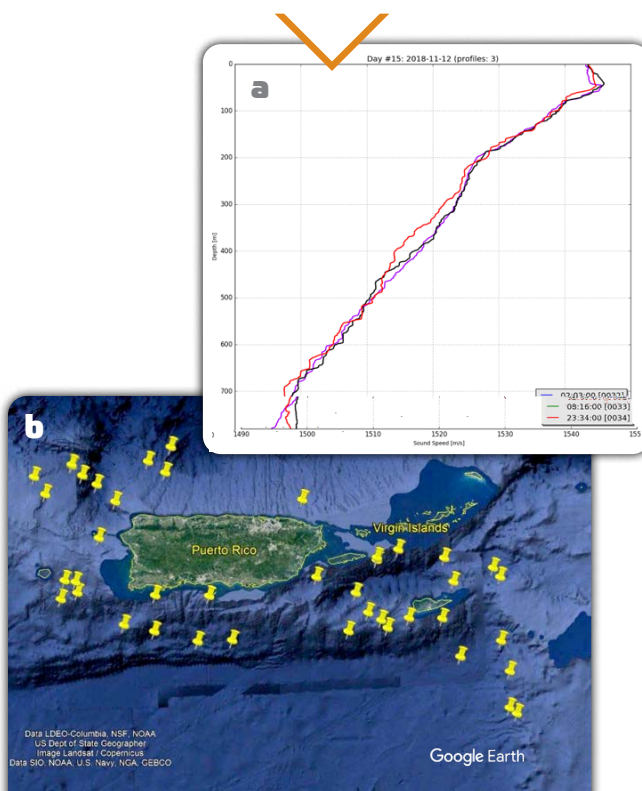 Day #15: 2018-11-12 (profiles: 3)
a
0
100
200
300
400
500
600
700
Depth [m]
08:16:00 [0033]
23:34:00 [0034]
1490 1500 1510 1520 1530 1540
Sound Speed [m/s]
b
Virgin Islands
Puerto Rico
Data LDEO-Columbia, NSF, NOAA
US Dept of State Geographer
Image Landsat / Copernicus
Data SIO, NOAA, U.S. Navy, NGA, GEBCO
Google Earth